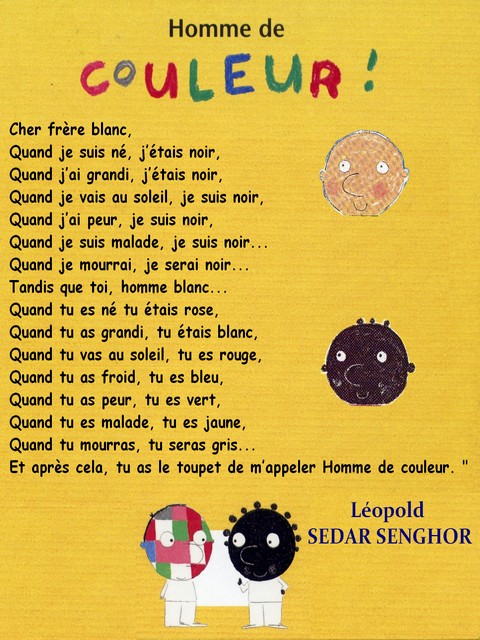 Homme de
COULEUR !
Cher frère blanc,
Quand je suis né, j'étais noir,
Quand j'ai grandi, j'étais noir,
Quand je vais au soleil, je suis noir,
Quand j'ai peur, je suis noir,
Quand je suis malade, je suis noir...
Quand je mourrai, je serai noir...
Tandis que toi, homme blanc...
Quand tu es né tu étais rose,
Quand tu as grandi, tu étais blanc,
Quand tu vas au soleil, tu es rouge,
Quand tu as froid, tu es bleu,
Quand tu as peur, tu es vert,
Quand tu es malade, tu es jaune,
Quand tu mourras, tu seras gris...
Et après cela, tu as le toupet de m'appeler Homme de couleur. "
Léopold
SEDAR SENGHOR